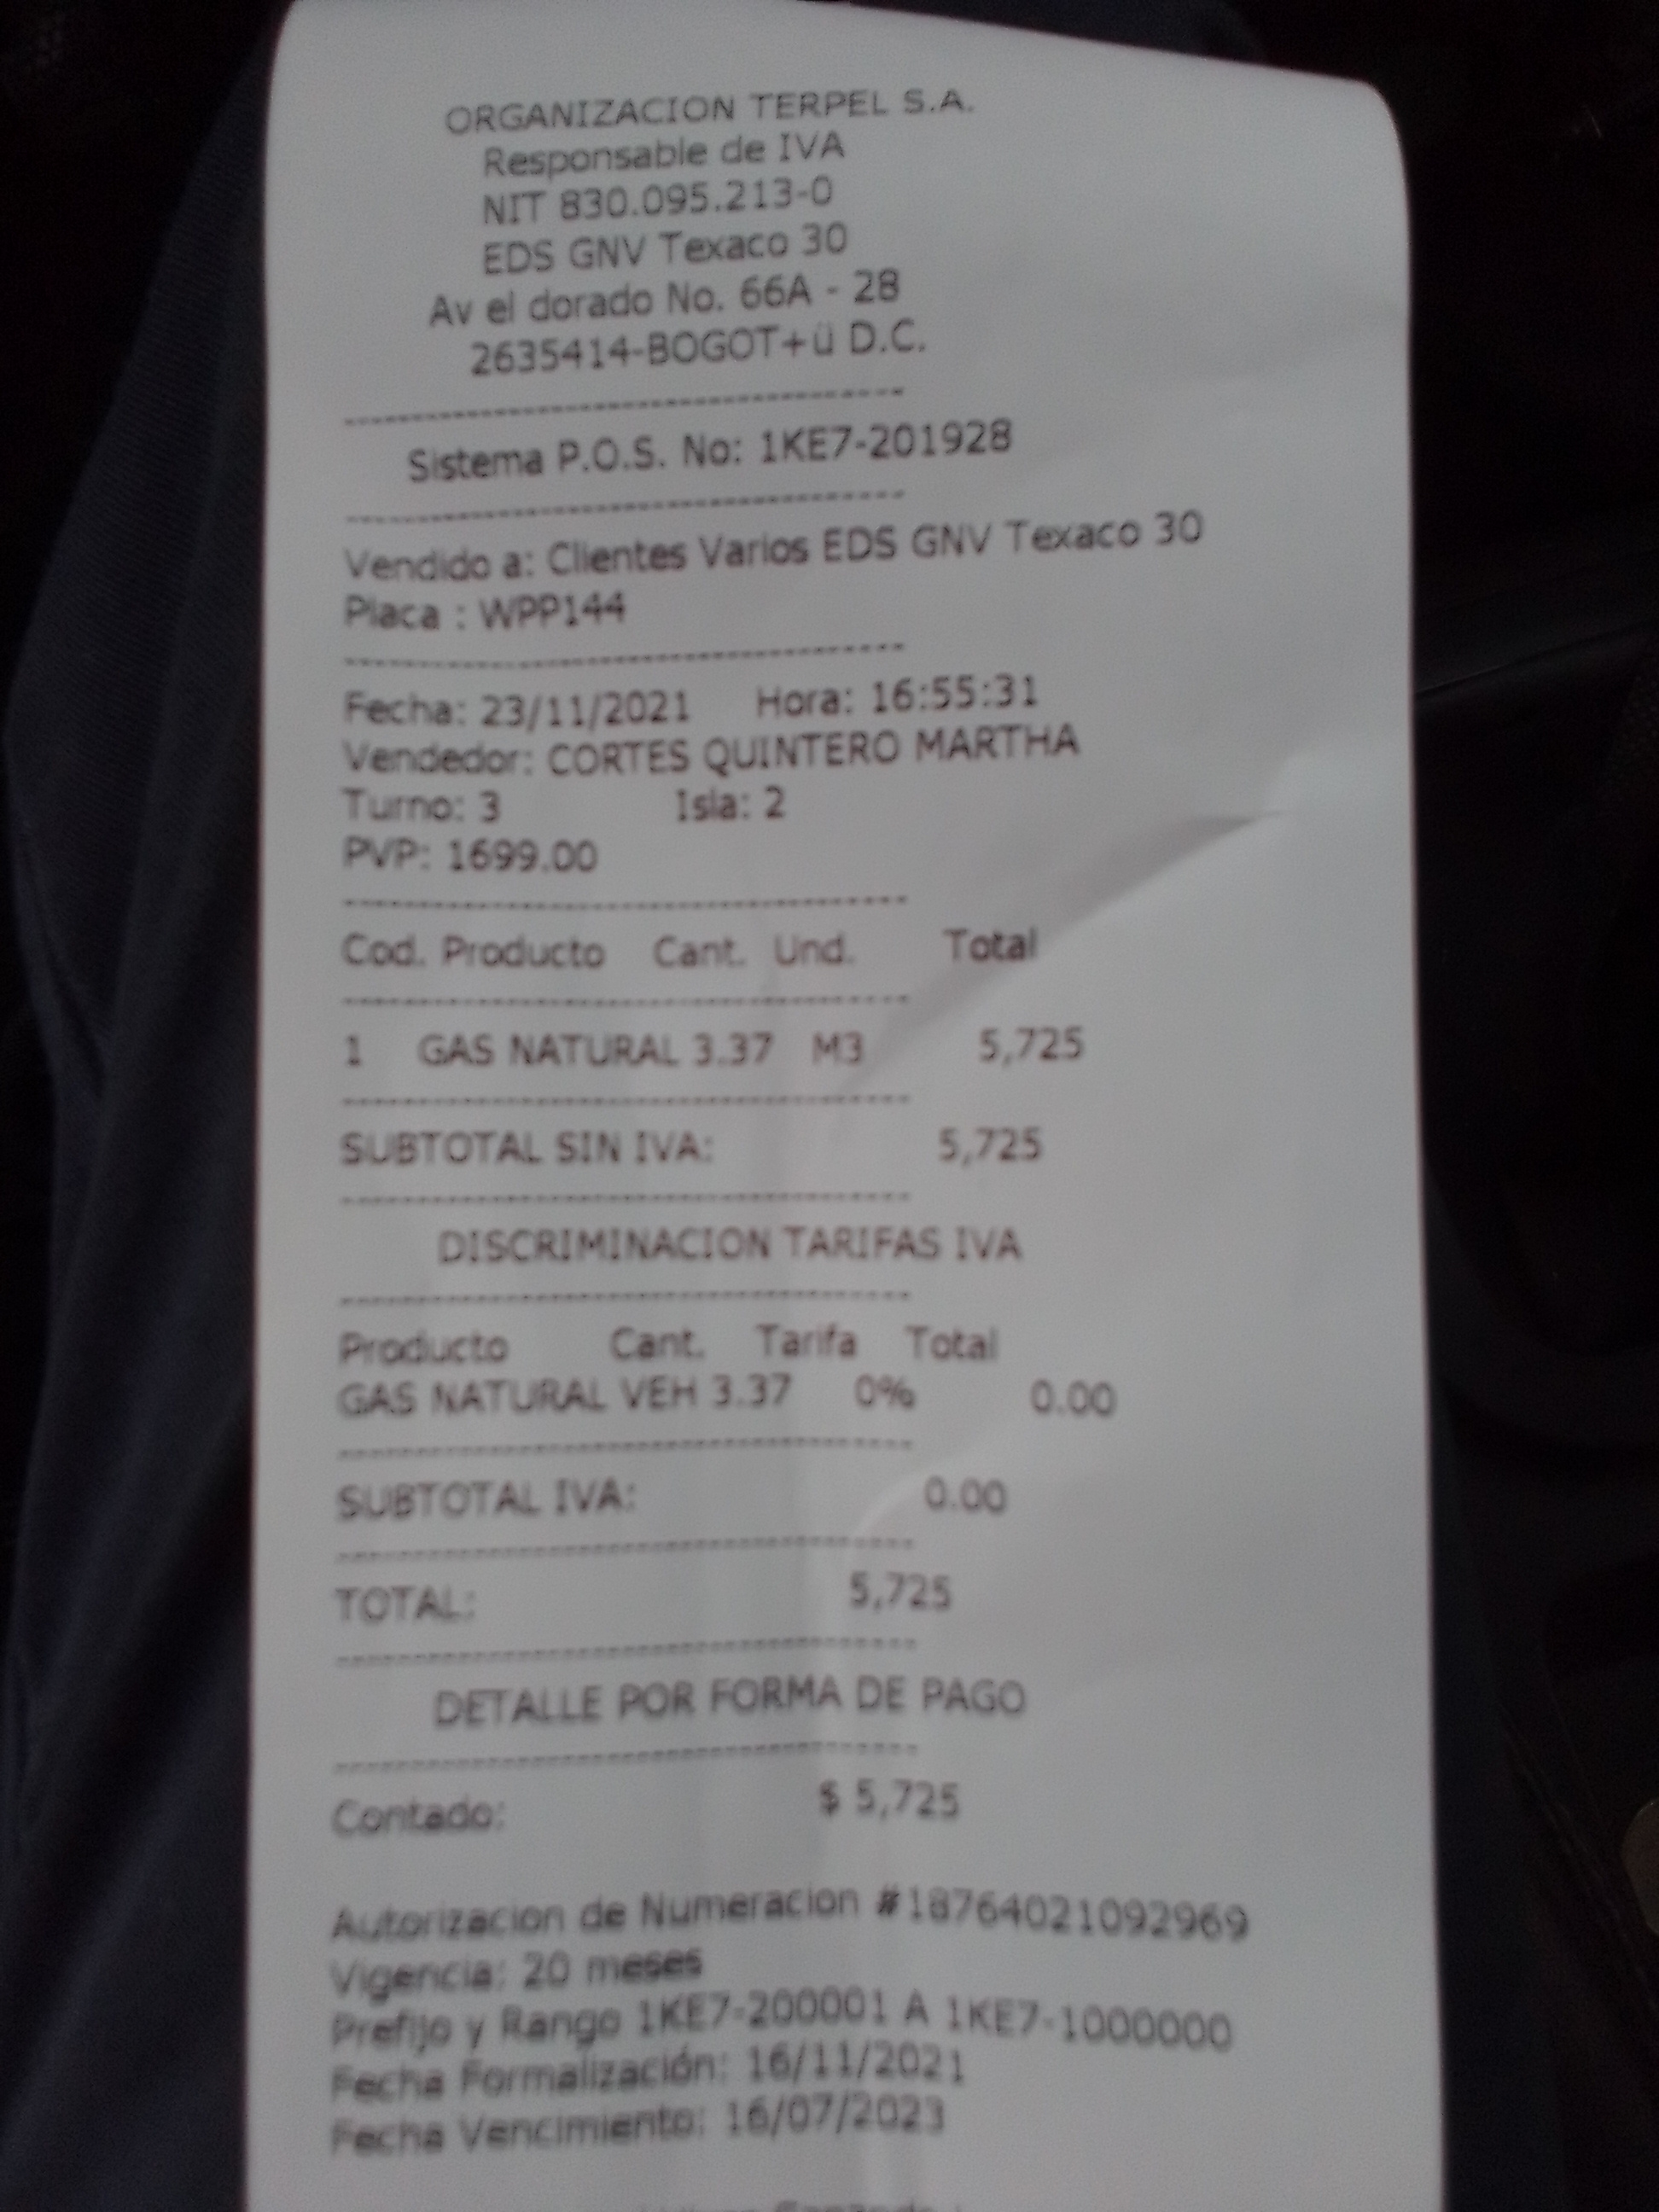 ORGANIZACION TERPEL S.A.
Responsable de IVA
NIT 830.095.213-0
EDS GNV Texaco 30
Av el dorado No. 66A - 28
2635414-BOGOT+ü D.C.
----------------------------------------
Sistema P.O.S. No: 1KE7-201928
----------------------------------------
Vendido a: Clientes Varios EDS GNV Texaco 30
Placa : WPP144
----------------------------------------
Fecha: 23/11/2021 Hora: 16:55:31
Vendedor: CORTES QUINTERO MARTHA
Turno: 3 Isla: 2
PVP: 1699.00
----------------------------------------
Cod. Producto Cant. Und. Total
----------------------------------------
1 GAS NATURAL 3.37 M3 5,725
----------------------------------------
SUBTOTAL SIN IVA: 5,725
----------------------------------------
DISCRIMINACION TARIFAS IVA
----------------------------------------
Producto Cant. Tarifa Total
GAS NATURAL VEH 3.37 0% 0.00
----------------------------------------
SUBTOTAL IVA: 0.00
----------------------------------------
TOTAL: 5,725
----------------------------------------
DETALLE POR FORMA DE PAGO
----------------------------------------
Contado: $ 5,725
Autorizacion de Numeracion #18764021092969
Vigencia: 20 meses
Prefijo y Rango 1KE7-200001 A 1KE7-1000000
Fecha Formalización: 16/11/2021
Fecha Vencimiento: 16/07/2023